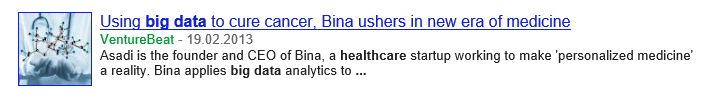 Using big data to cure cancer, Bina ushers in new era of medicine
VentureBeat - 19.02.2013
Asadi is the founder and CEO of Bina, a healthcare startup working to make 'personalized medicine'
a reality. Bina applies big data analytics to ...